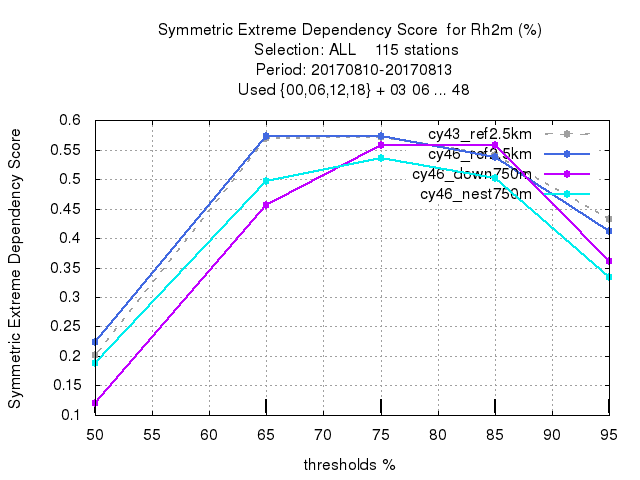 Symmetric Extreme Dependency Score  for Rh2m (%)
Selection: ALL    115 stations
Period: 20170810-20170813
Used {00,06,12,18} + 03 06 ... 48
Symmetric Extreme Dependency Score
0.6
0.55
0.5
0.45
0.4
0.35
0.3
0.25
0.2
0.15
0.1
cy43_ref2.5km
cy46_ref2.5km
cy46_down750m
cy46_nest750m
50 55 60 65 70 75 80 85 90 95
thresholds %